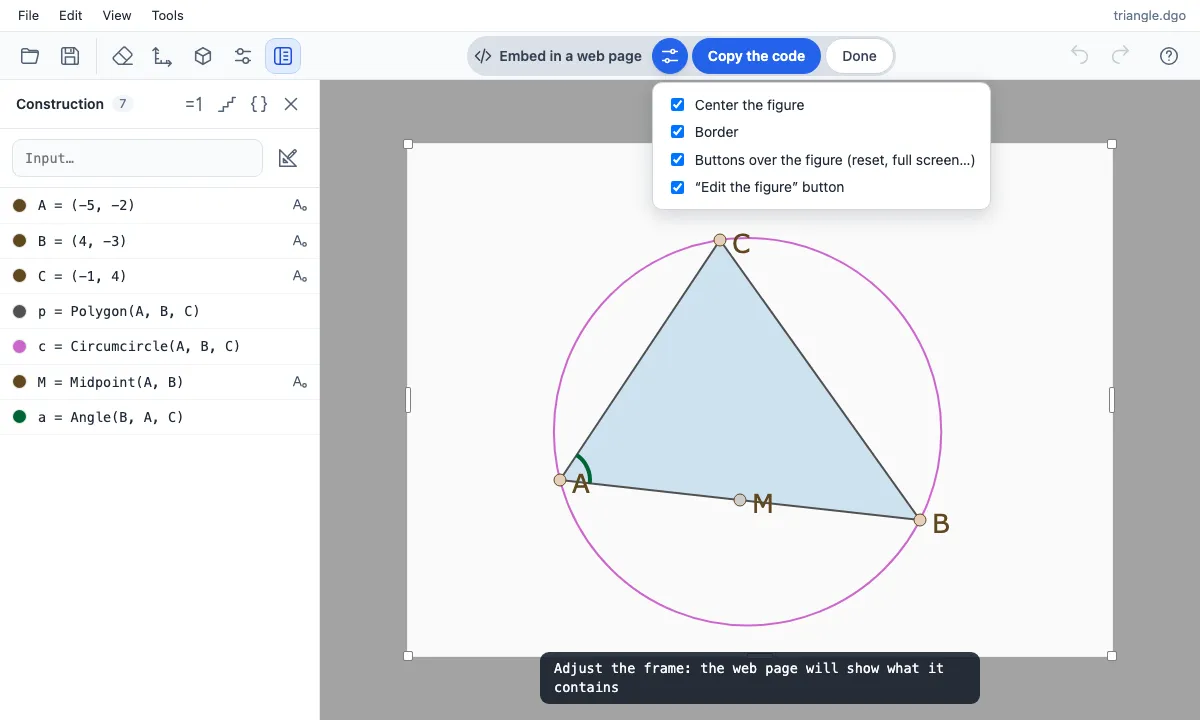 File Edit View Tools triangle.dgo
Embed in a web page Copy the code Done
Construction 7 =1 {}
Center the figure
Border
Buttons over the figure (reset, full screen…)
“Edit the figure” button
Input…
A = (−5, −2)
B = (4, −3)
C = (−1, 4)
p = Polygon(A, B, C)
c = Circumcircle(A, B, C)
M = Midpoint(A, B)
a = Angle(B, A, C)
C
A
M
B
Adjust the frame: the web page will show what it
contains